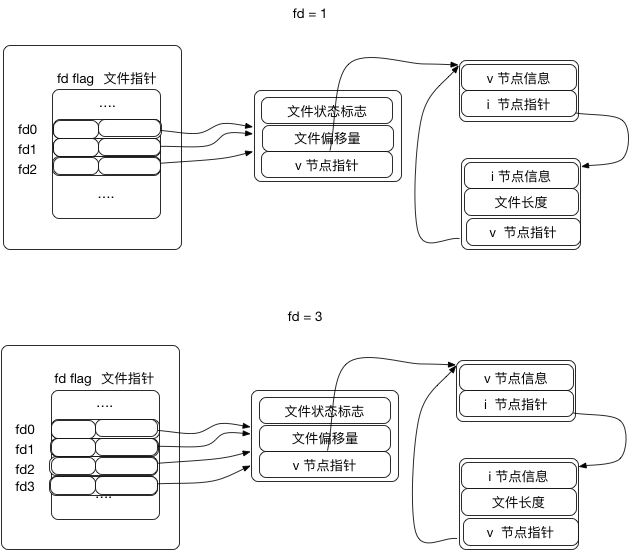 fd = 1
fd flag 文件指针
....
fd0
fd1
fd2
....
文件状态标志
文件偏移量
v 节点指针
v 节点信息
i 节点指针
i 节点信息
文件长度
v 节点指针
fd = 3
fd flag 文件指针
....
fd0
fd1
fd2
fd3
....
文件状态标志
文件偏移量
v 节点指针
v 节点信息
i 节点指针
i 节点信息
文件长度
v 节点指针